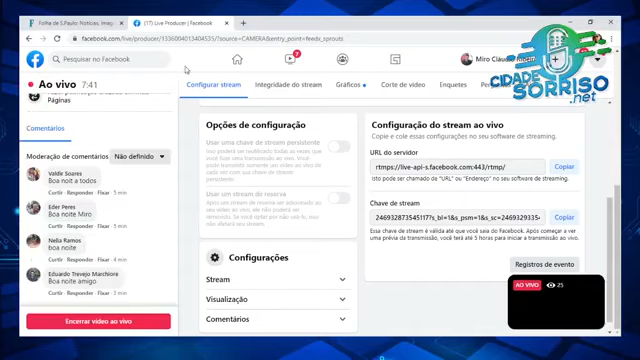 Folha de S.Paulo: Notícias, Imag
(17) Live Producer | Facebook
facebook.com/live/producer/1336004013404535/?source=CAMERA&entry_point=feedx_sprouts
Pesquisar no Facebook
7
Miro Cláudio
CIDADE
SORRISO
.net
Ao vivo 7:41
Configurar stream
Integridade do stream
Gráficos
Corte de vídeo
Enquetes
Páginas
Comentários
Moderação de comentários
Não definido
Valdir Soares
Boa noit a todos
Curtir · Responder · Fixar · 5 min
Eder Peres
Boa noite Miro
Curtir · Responder · Fixar · 5 min
Nella Ramos
boa noite
Curtir · Responder · Fixar · 4 min
Eduardo Trevejo Marchiore
Boa noite amigo
Curtir · Responder · Fixar · 3 min
Encerrar vídeo ao vivo
Opções de configuração
Usar uma chave de stream persistente
Usar um stream de reserva
Configurações
Stream
Visualização
Comentários
Configuração do stream ao vivo
Copie e cole essas configurações no seu software de streaming.
URL do servidor
rtmps://live-api-s.facebook.com:443/rtmp/
Copiar
Isto pode ser chamado de "URL" ou "Endereço" no seu software de streaming.
Chave de stream
Copiar
Essa chave de stream é válida até que você saia do Facebook. Após começar a ver
uma prévia da transmissão, você terá até 5 horas para iniciar a transmissão ao vivo.
Registros de evento
AO VIVO
25